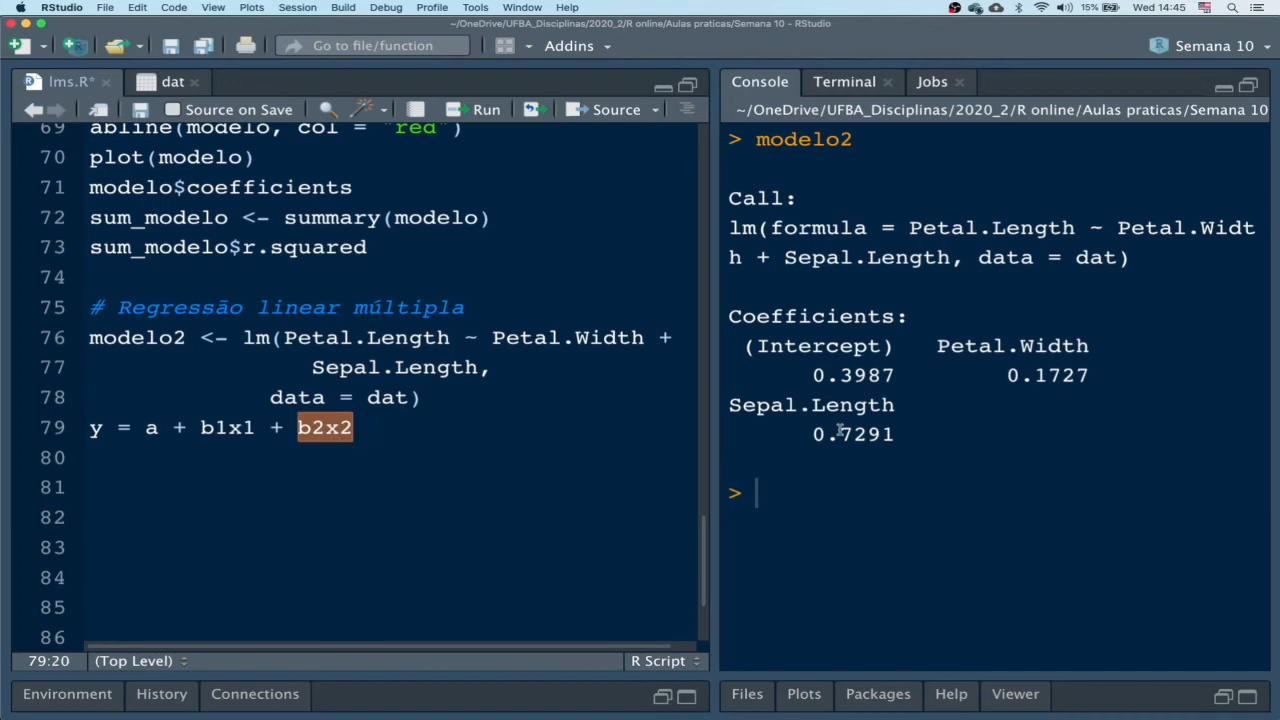 RStudio File Edit Code View Plots Session Build Debug Profile Tools Window Help 15% Wed 14:45
~/OneDrive/UFBA_Disciplinas/2020_2/R online/Aulas praticas/Semana 10 - RStudio
Go to file/function Addins Semana 10
lms.R* dat
Source on Save Run Source
69 abline(modelo, col = "red")
70 plot(modelo)
71 modelo$coefficients
72 sum_modelo <- summary(modelo)
73 sum_modelo$r.squared
74
75 # Regressão linear múltipla
76 modelo2 <- lm(Petal.Length ~ Petal.Width +
77 Sepal.Length,
78 data = dat)
79 y = a + b1x1 + b2x2
80
81
82
83
84
85
86
79:20 (Top Level) R Script
Environment History Connections
Console Terminal Jobs
~/OneDrive/UFBA_Disciplinas/2020_2/R online/Aulas praticas/Semana 10
> modelo2
Call:
lm(formula = Petal.Length ~ Petal.Widt
h + Sepal.Length, data = dat)
Coefficients:
(Intercept) Petal.Width
0.3987 0.1727
Sepal.Length
0.7291
>
Files Plots Packages Help Viewer